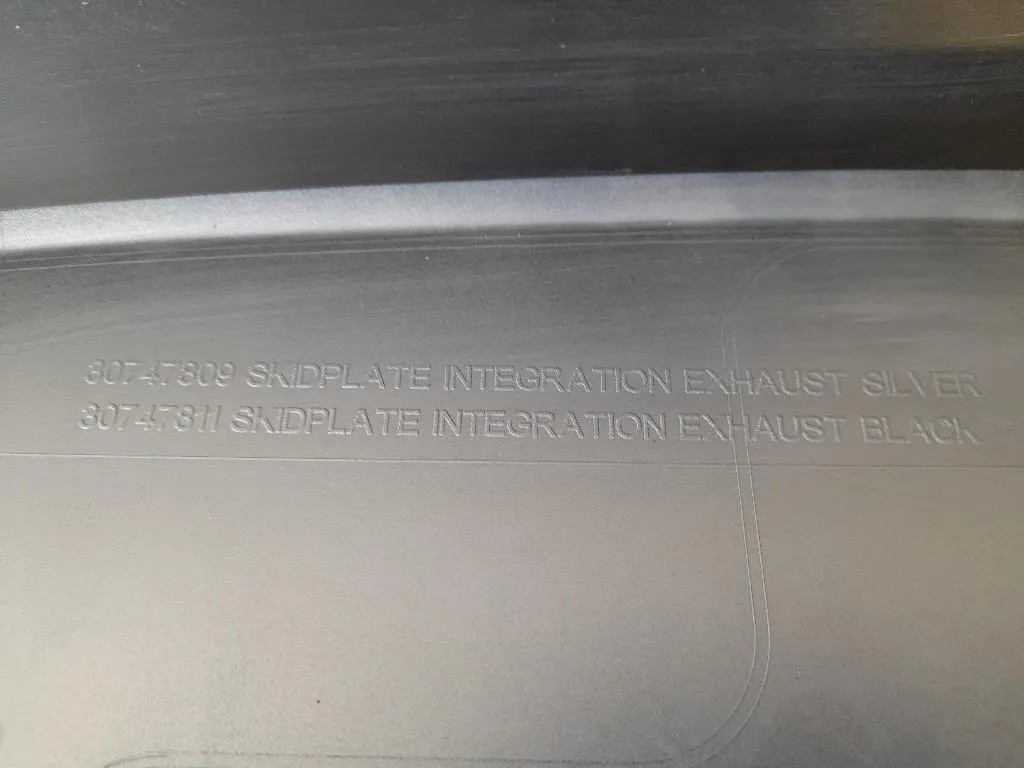 30747809 SKIDPLATE INTEGRATION EXHAUST SILVER
30747811 SKIDPLATE INTEGRATION EXHAUST BLACK